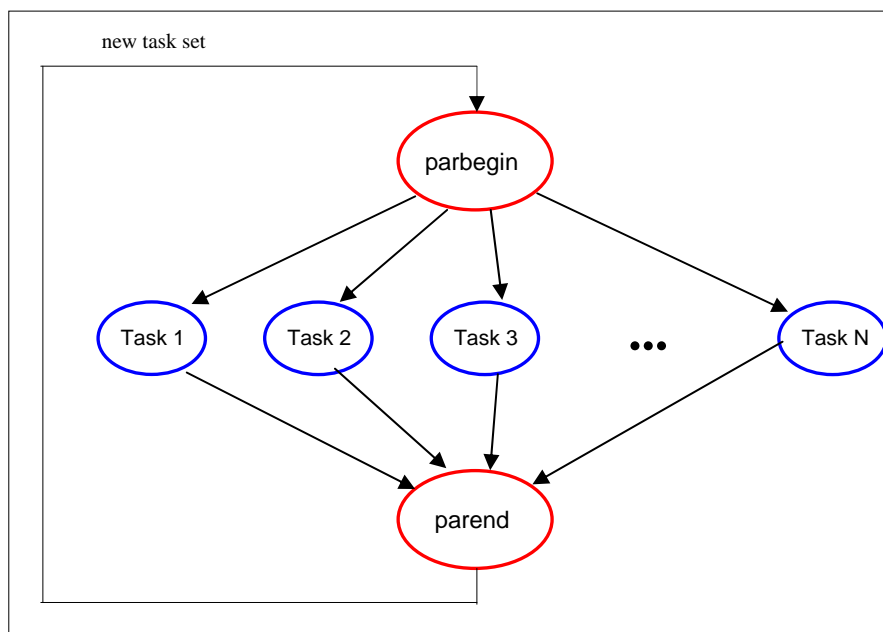 new task set
parbegin
Task 1
Task 2
Task 3
•••
Task N
parend